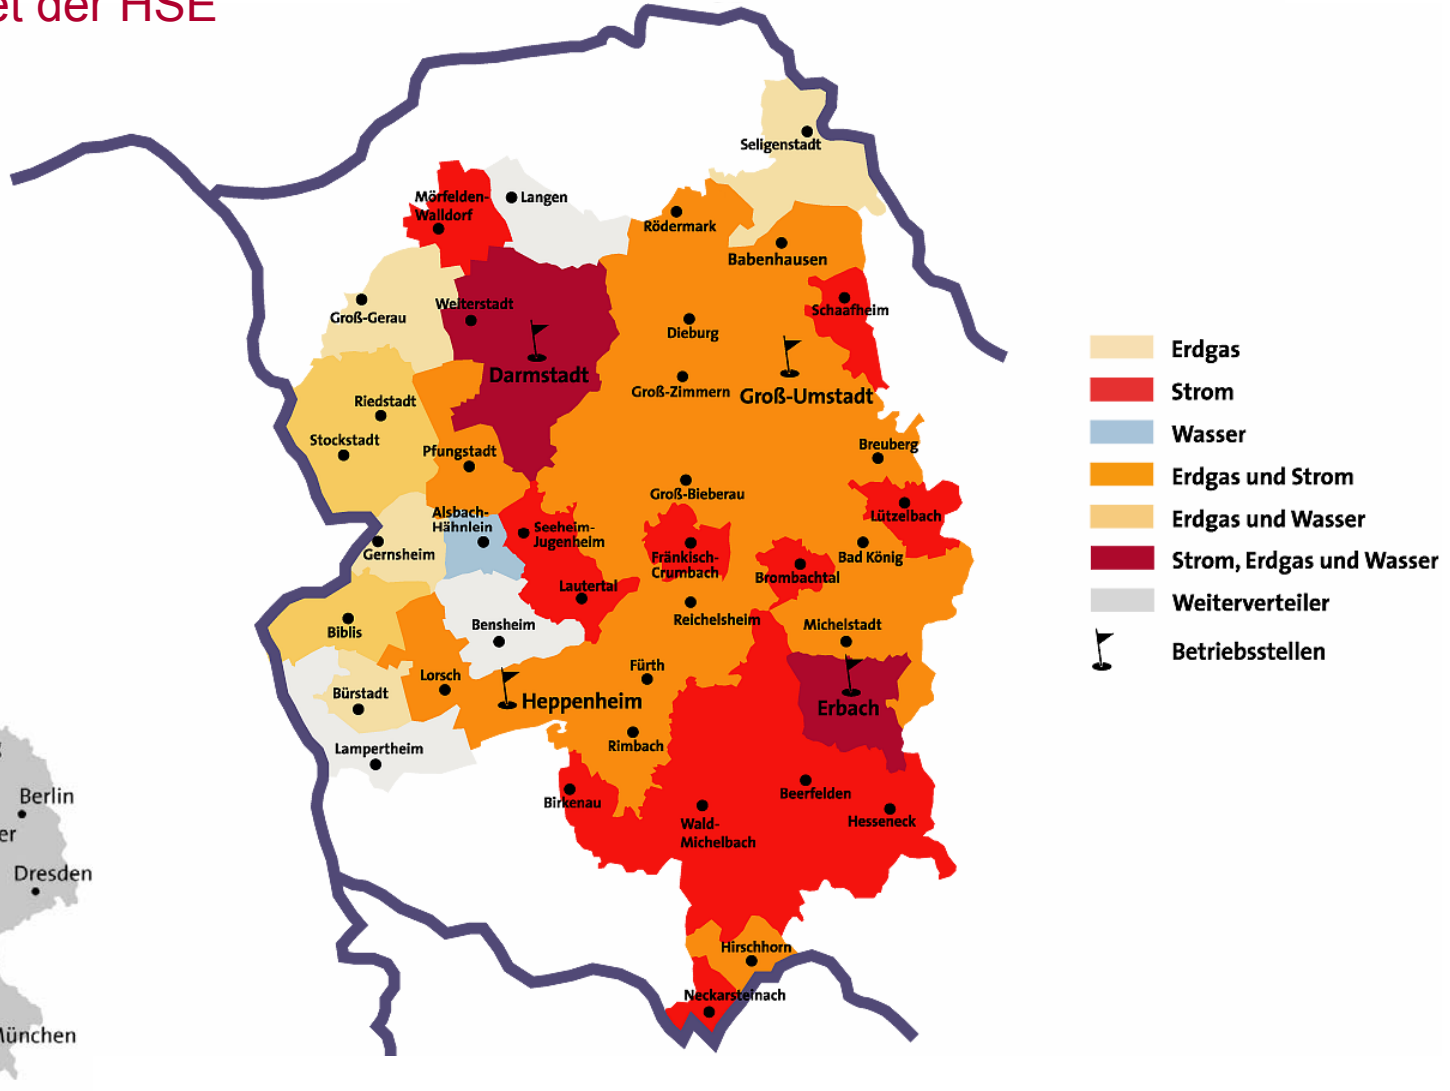 et der HSE
Seligenstadt
Mörfelden-
Walldorf
Langen
Rödermark
Babenhausen
Groß-Gerau
Weiterstadt
Schaafheim
Dieburg
Darmstadt
Groß-Zimmern
Groß-Umstadt
Riedstadt
Stockstadt
Pfungstadt
Breuberg
Groß-Bieberau
Lützelbach
Alsbach-
Hähnlein
Seeheim-
Jugenheim
Gernsheim
Fränkisch-
Crumbach
Bad König
Brombachtal
Lautertal
Reichelsheim
Michelstadt
Biblis
Bensheim
Fürth
Lorsch
Bürstadt
Heppenheim
Erbach
Lampertheim
Rimbach
Birkenau
Beerfelden
Wald-
Michelbach
Hesseneck
Hirschhorn
Neckarsteinach
Erdgas
Strom
Wasser
Erdgas und Strom
Erdgas und Wasser
Strom, Erdgas und Wasser
Weiterverteiler
Betriebsstellen
Berlin
er
Dresden
München